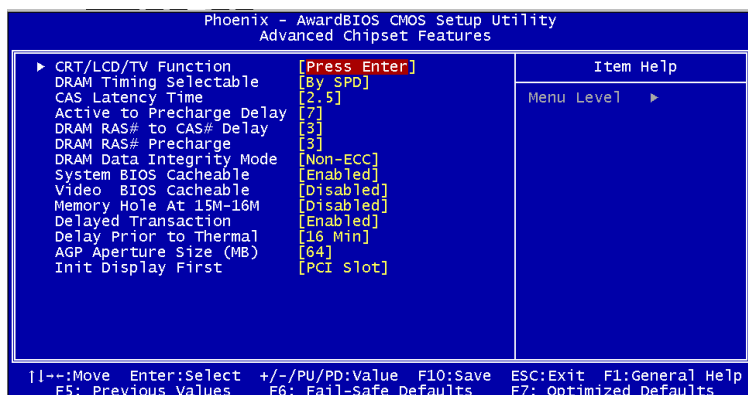 Phoenix - AwardBIOS CMOS Setup Utility
Advanced Chipset Features
▶ CRT/LCD/TV Function [Press Enter]
DRAM Timing Selectable [By SPD]
CAS Latency Time [2.5]
Active to Precharge Delay [7]
DRAM RAS# to CAS# Delay [3]
DRAM RAS# Precharge [3]
DRAM Data Integrity Mode [Non-ECC]
System BIOS Cacheable [Enabled]
Video BIOS Cacheable [Disabled]
Memory Hole At 15M-16M [Disabled]
Delayed Transaction [Enabled]
Delay Prior to Thermal [16 Min]
AGP Aperture Size (MB) [64]
Init Display First [PCI Slot]
Item Help
Menu Level ▶
↑↓→←:Move Enter:Select +/-/PU/PD:Value F10:Save ESC:Exit F1:General Help
F5: Previous Values F6: Fail-Safe Defaults F7: Optimized Defaults